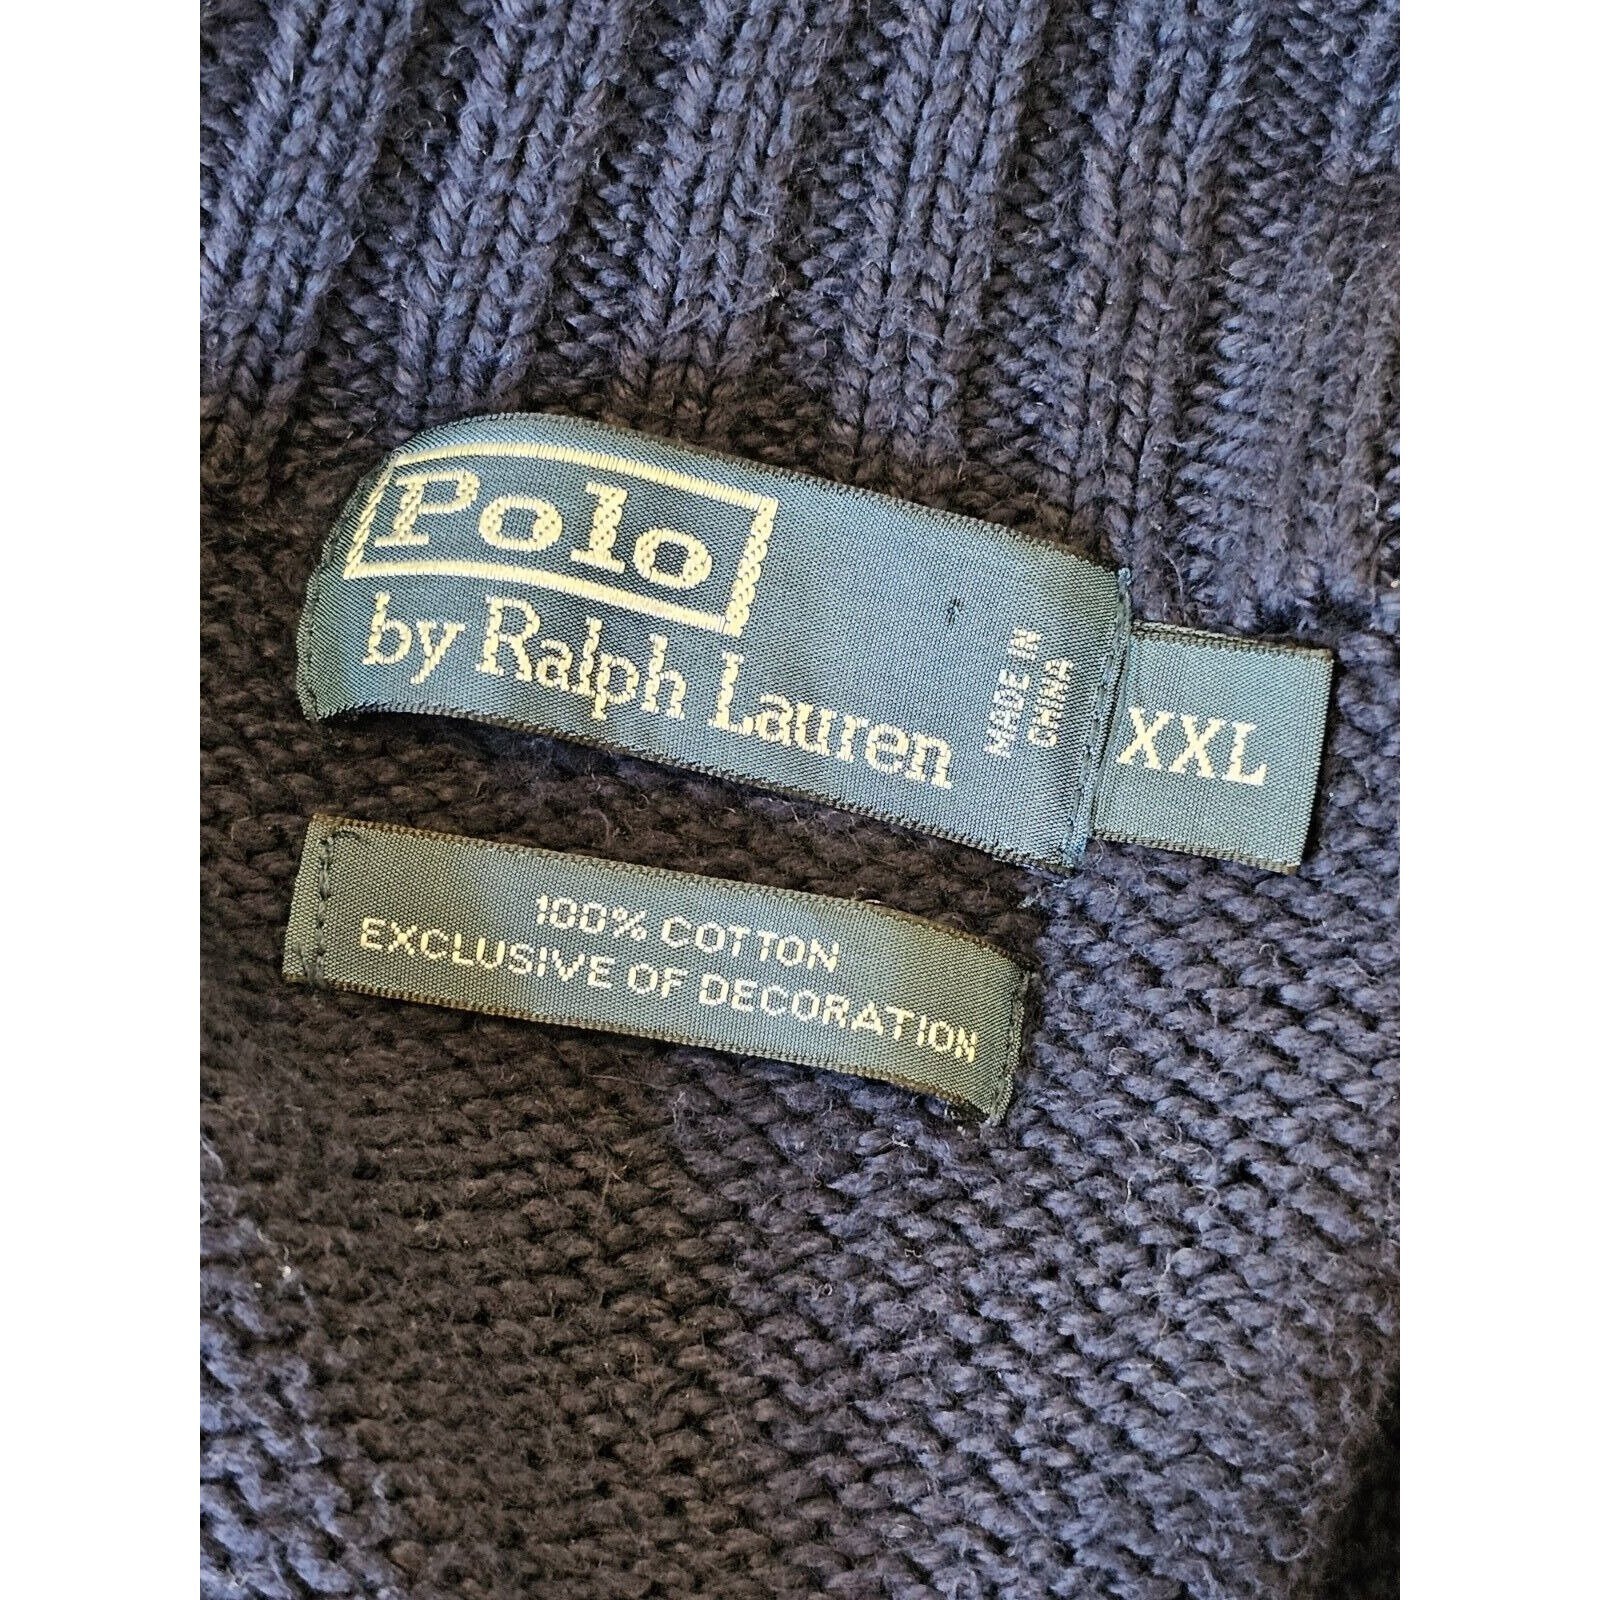 Polo
by Ralph Lauren
MADE IN
CHINA
XXL
100% COTTON
EXCLUSIVE OF DECORATION